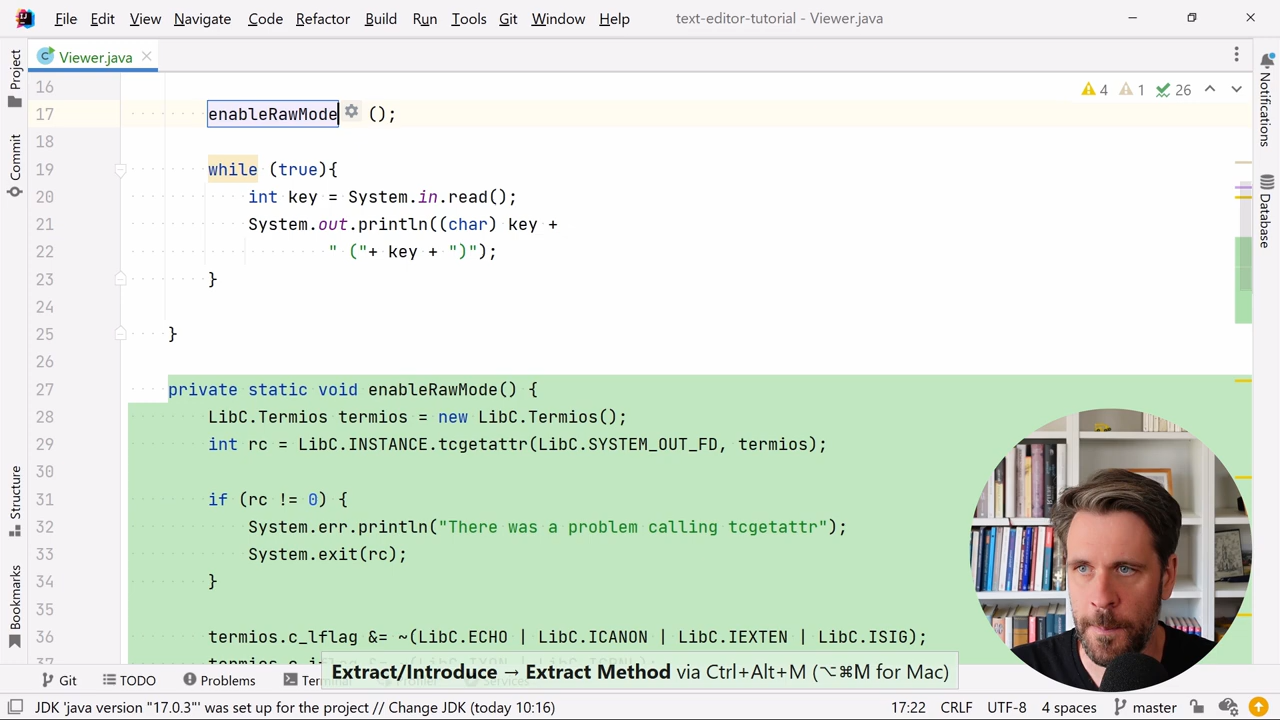 File Edit View Navigate Code Refactor Build Run Tools Git Window Help text-editor-tutorial - Viewer.java
Project
Commit
Structure
Bookmarks
Viewer.java
4 1 26
16
17 enableRawMode ();
18
19 while (true){
20 int key = System.in.read();
21 System.out.println((char) key +
22 " ("+ key + ")");
23 }
24
25 }
26
27 private static void enableRawMode() {
28 LibC.Termios termios = new LibC.Termios();
29 int rc = LibC.INSTANCE.tcgetattr(LibC.SYSTEM_OUT_FD, termios);
30
31 if (rc != 0) {
32 System.err.println("There was a problem calling tcgetattr");
33 System.exit(rc);
34 }
35
36 termios.c_lflag &= ~(LibC.ECHO | LibC.ICANON | LibC.IEXTEN | LibC.ISIG);
37
Notifications
Database
Extract/Introduce → Extract Method via Ctrl+Alt+M (⌥⌘M for Mac)
Git TODO Problems
JDK 'java version "17.0.3"' was set up for the project // Change JDK (today 10:16) 17:22 CRLF UTF-8 4 spaces master